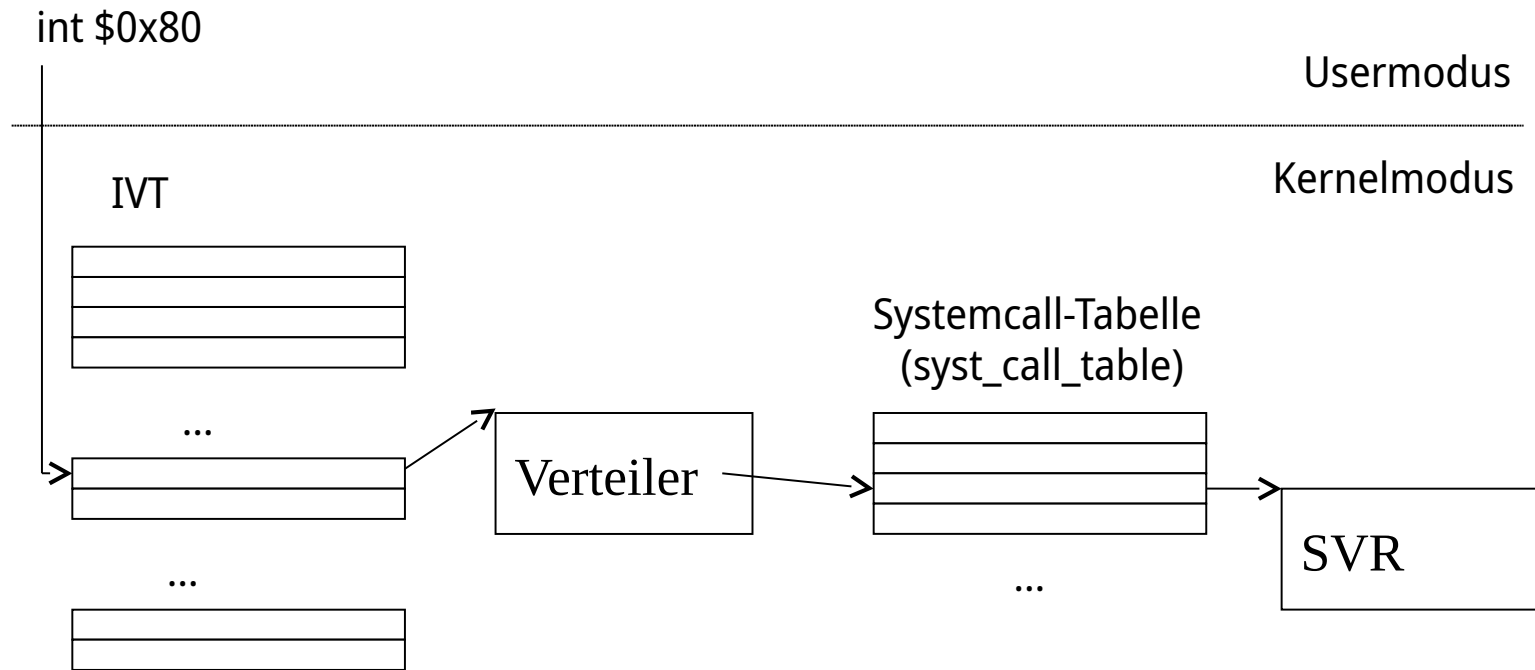 int $0x80
Usermodus
Kernelmodus
IVT
Systemcall-Tabelle
(syst_call_table)
...
Verteiler
SVR
...
...